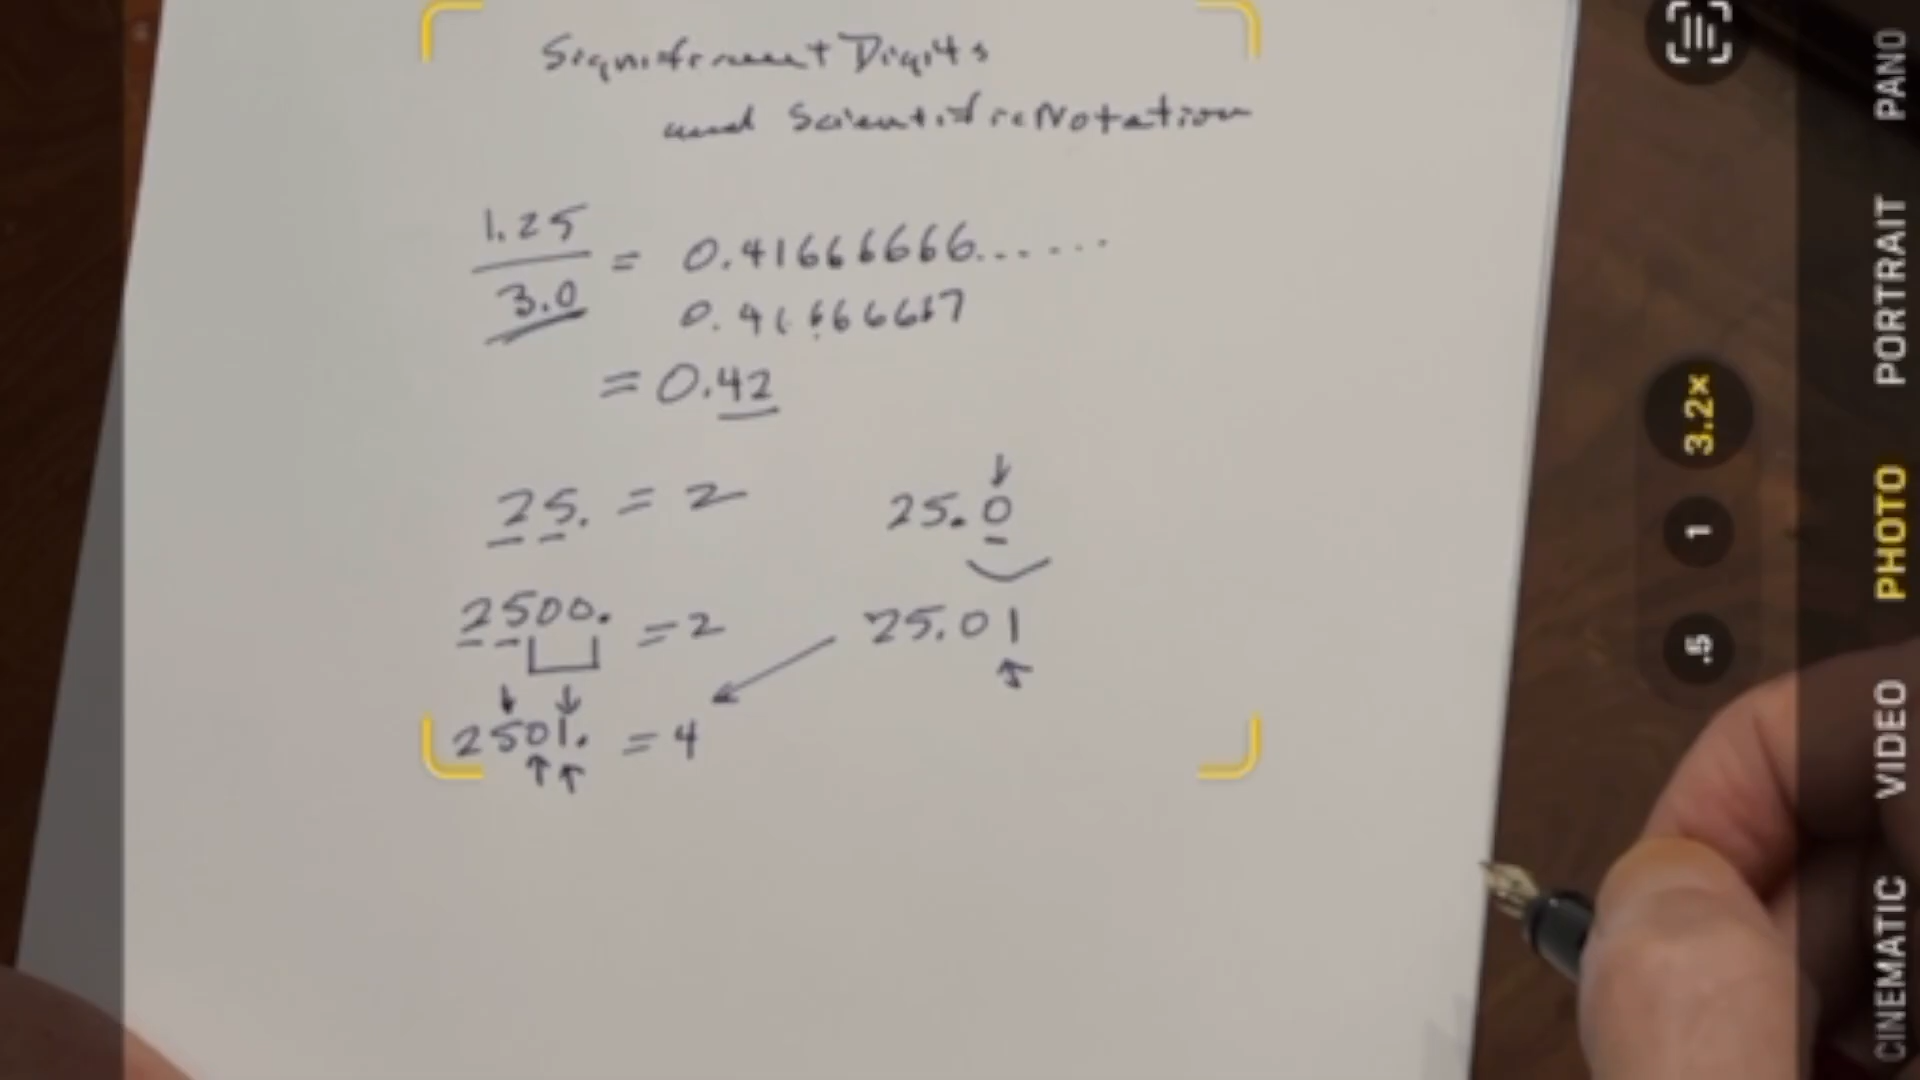 Significant Digits
and Scientific Notation
1.25
3.0
= 0.41666666......
0.41666667
= 0.42
25. = 2
25.0
2500. = 2
25.01
2501. = 4
PANO
PORTRAIT
PHOTO
VIDEO
CINEMATIC
3.2×
1
.5